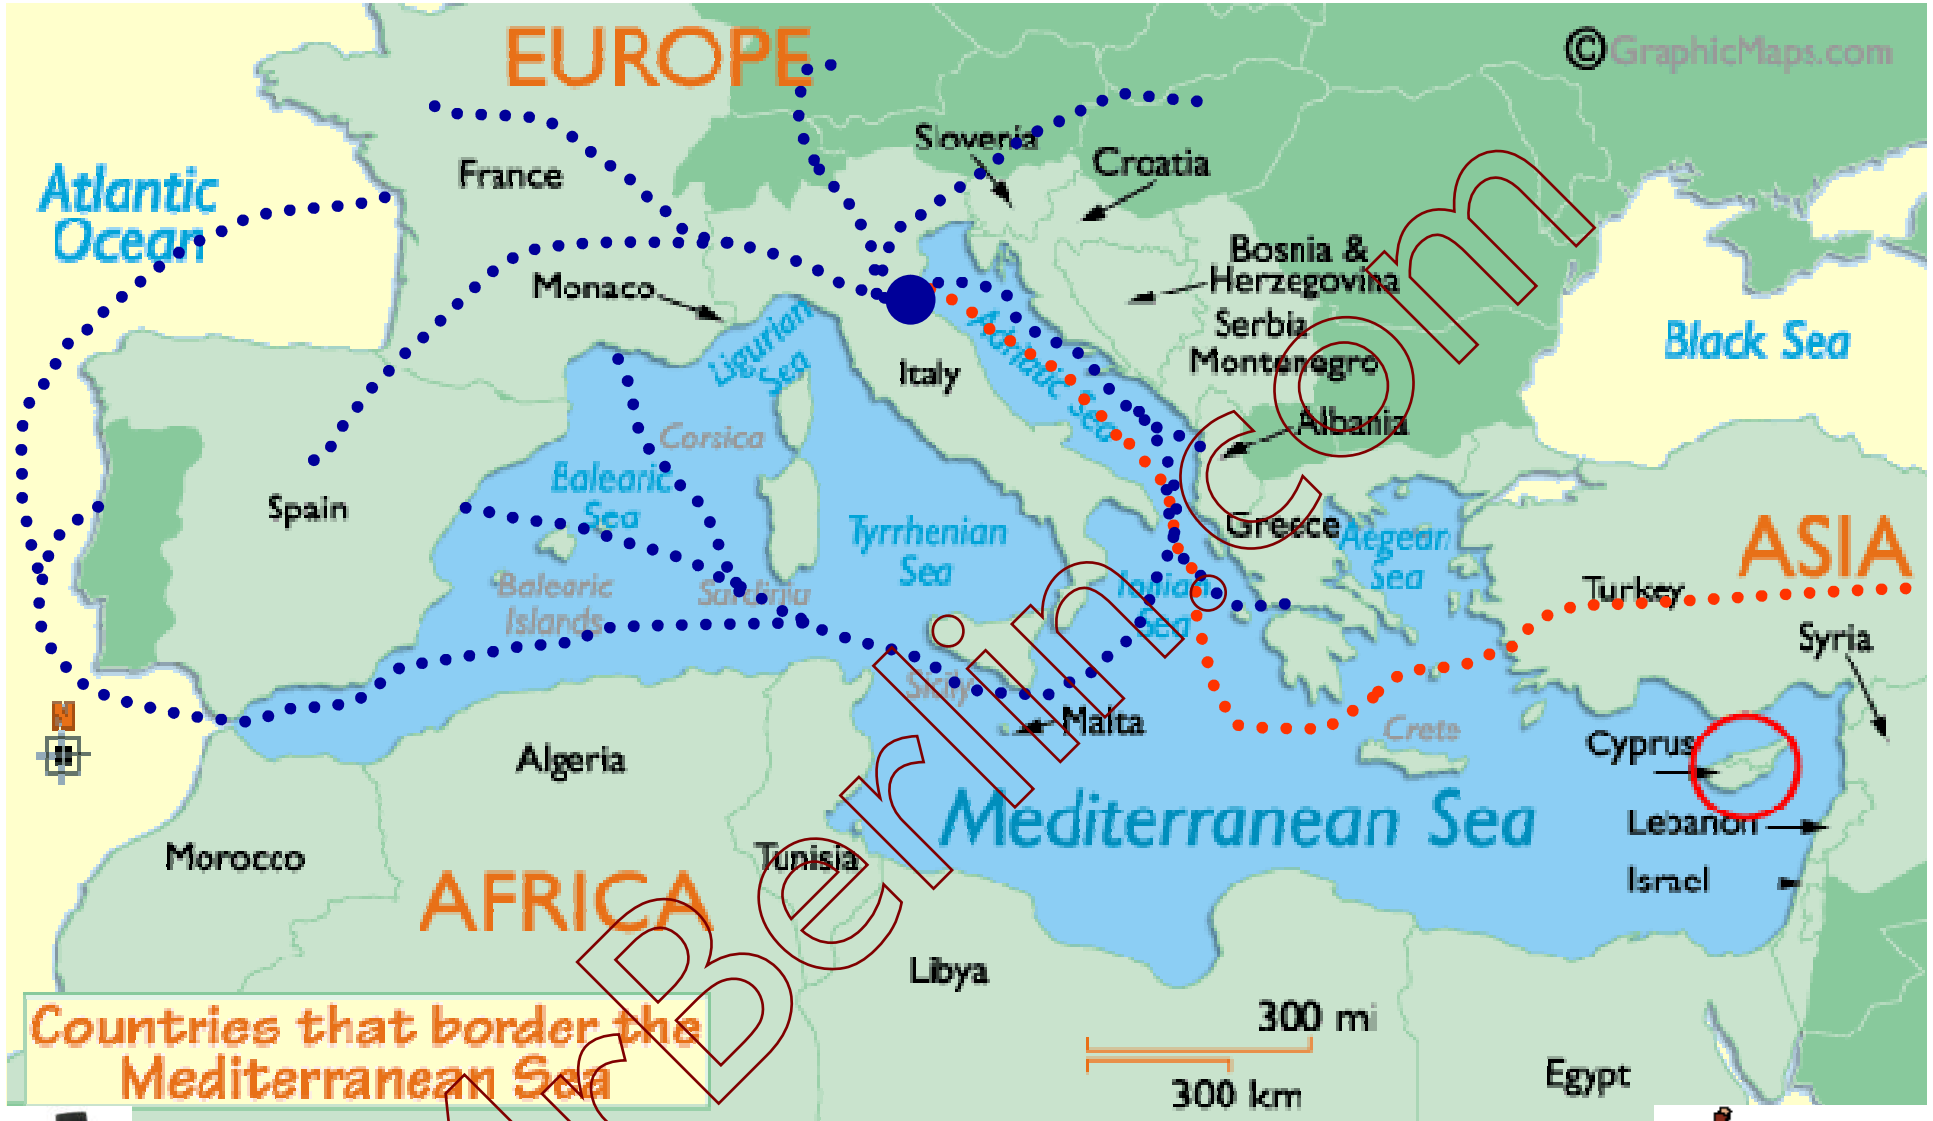 EUROPE
©GraphicMaps.com
Slovenia
Croatia
France
Atlantic
Ocean
Bosnia &
Herzegovina
Monaco
Serbia
Montenegro
Black Sea
Ligurian
Sea
Adriatic Sea
Italy
Albania
Corsica
Balearic
Sea
Spain
Tyrrhenian
Sea
Greece
Aegean
Sea
ASIA
Turkey
Balearic
Islands
Sardinia
Ionian
Sea
Syria
Sicily
N
Malta
Crete
Algeria
Cyprus
Mediterranean Sea
Lebanon
Morocco
Tunisia
Israel
AFRICA
Libya
Countries that border the
Mediterranean Sea
300 mi
300 km
Egypt